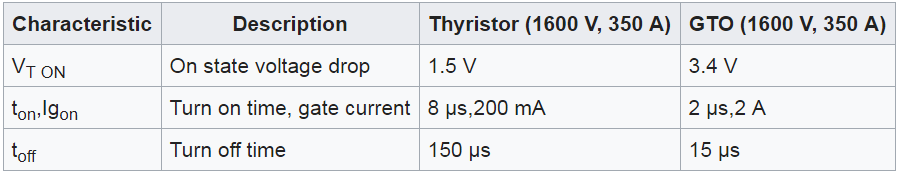 Characteristic Description Thyristor (1600 V, 350 A) GTO (1600 V, 350 A)
VT ON On state voltage drop 1.5 V 3.4 V
ton,Igon Turn on time, gate current 8 µs,200 mA 2 µs,2 A
toff Turn off time 150 µs 15 µs